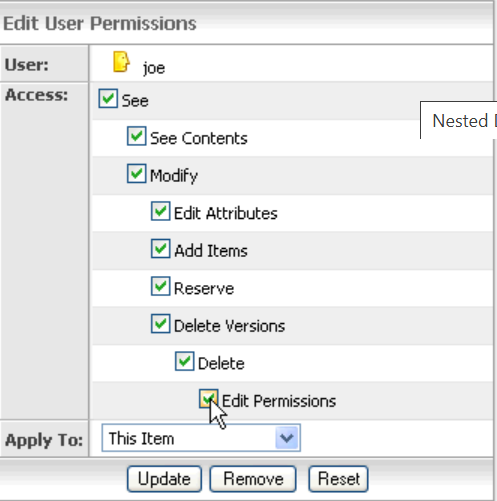 Edit User Permissions
User: joe
Access: See
See Contents
Nested
Modify
Edit Attributes
Add Items
Reserve
Delete Versions
Delete
Edit Permissions
Apply To: This Item
Update Remove Reset